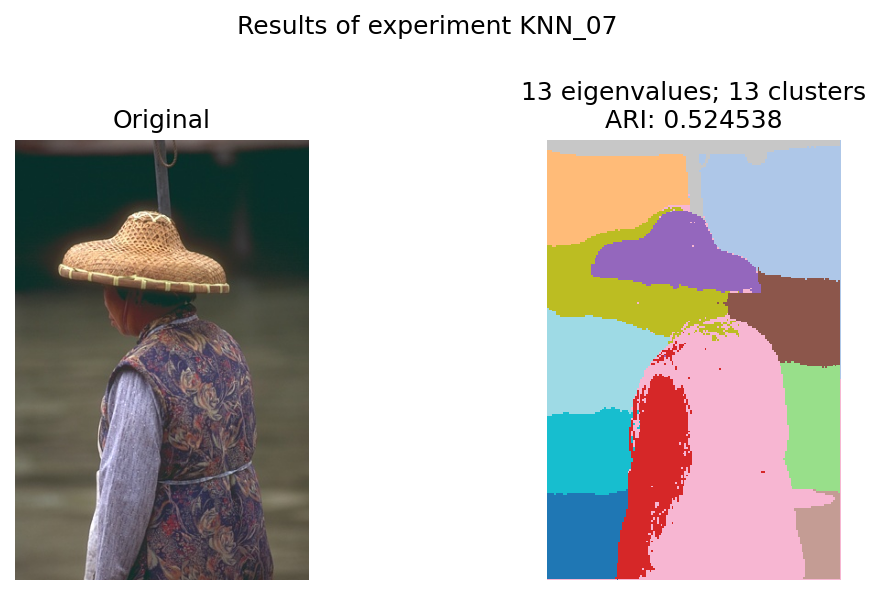 Results of experiment KNN_07
Original
13 eigenvalues; 13 clusters
ARI: 0.524538